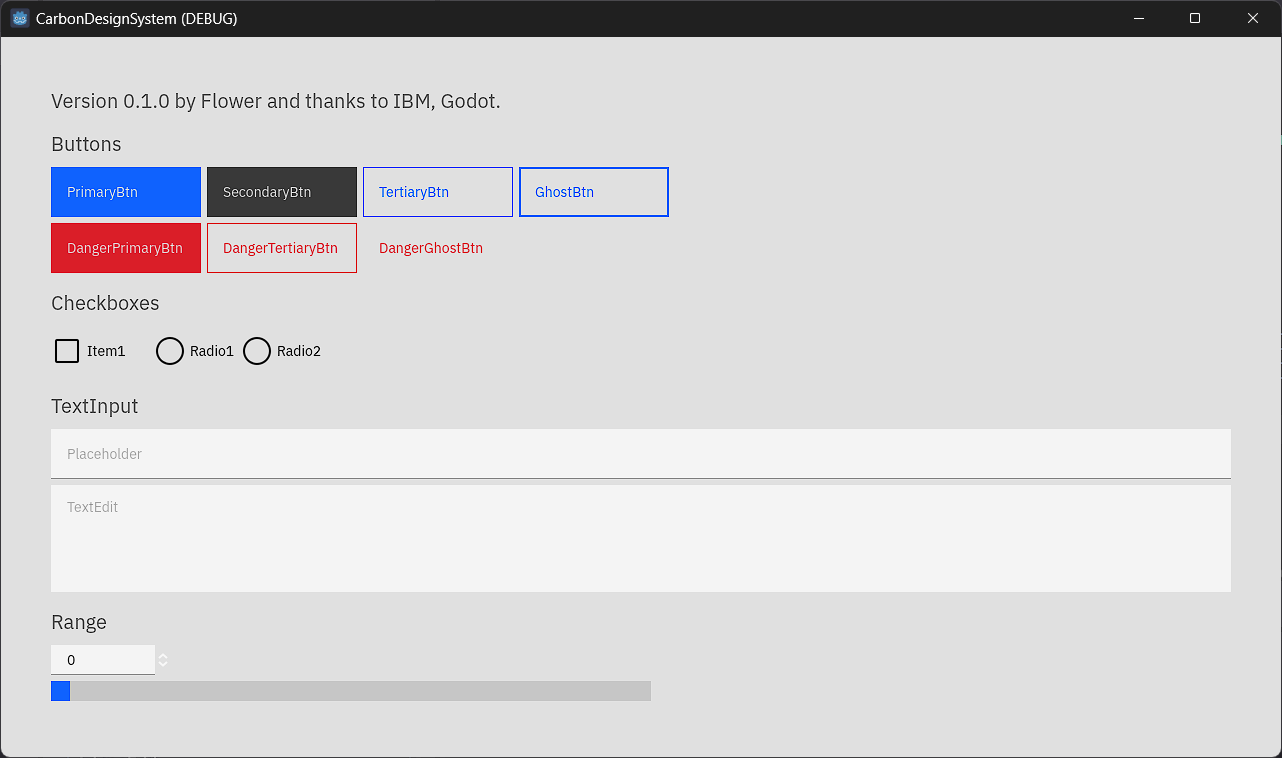 CarbonDesignSystem (DEBUG)
Version 0.1.0 by Flower and thanks to IBM, Godot.
Buttons
PrimaryBtn SecondaryBtn TertiaryBtn GhostBtn
DangerPrimaryBtn DangerTertiaryBtn DangerGhostBtn
Checkboxes
Item1 Radio1 Radio2
TextInput
Placeholder
TextEdit
Range
0